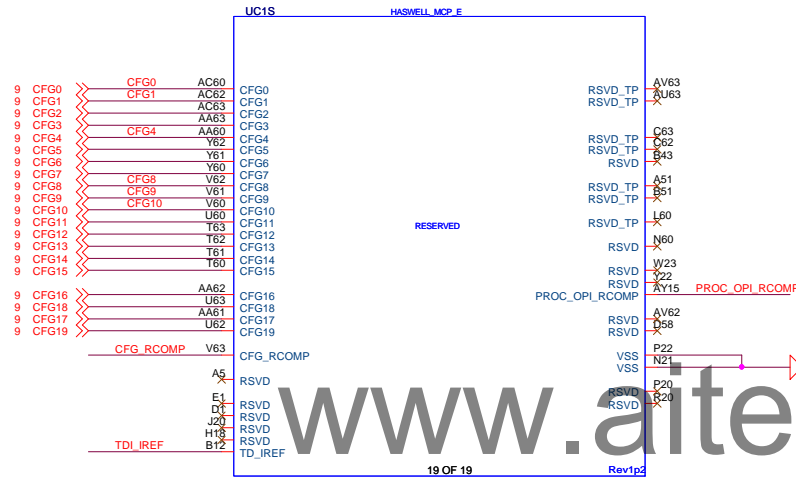 UC1S HASWELL_MCP_E
9 CFG0 CFG0 AC60 CFG0 RSVD_TP AV63
9 CFG1 CFG1 AC62 CFG1 RSVD_TP AU63
9 CFG2 AC63 CFG2
9 CFG3 AA63 CFG3
9 CFG4 CFG4 AA60 CFG4 RSVD_TP C63
9 CFG5 Y62 CFG5 RSVD_TP C62
9 CFG6 Y61 CFG6 RSVD B43
9 CFG7 Y60 CFG7
9 CFG8 CFG8 V62 CFG8 RSVD_TP A51
9 CFG9 CFG9 V61 CFG9 RSVD_TP B51
9 CFG10 CFG10 V60 CFG10
9 CFG11 U60 CFG11 RSVD_TP L60
RESERVED
9 CFG12 T63 CFG12
9 CFG13 T62 CFG13 RSVD N60
9 CFG14 T61 CFG14
9 CFG15 T60 CFG15 RSVD W23
RSVD Y22
9 CFG16 AA62 CFG16 PROC_OPI_RCOMP AY15 PROC_OPI_RCOMP
9 CFG18 U63 CFG18
9 CFG17 AA61 CFG17 RSVD AV62
9 CFG19 U62 CFG19 RSVD D58
CFG_RCOMP V63 CFG_RCOMP VSS P22
VSS N21
A5 RSVD
RSVD P20
E1 RSVD RSVD R20
D1 RSVD
J20 RSVD
H18 RSVD
TDI_IREF B12 TD_IREF
www.aite
19 OF 19 Rev1p2